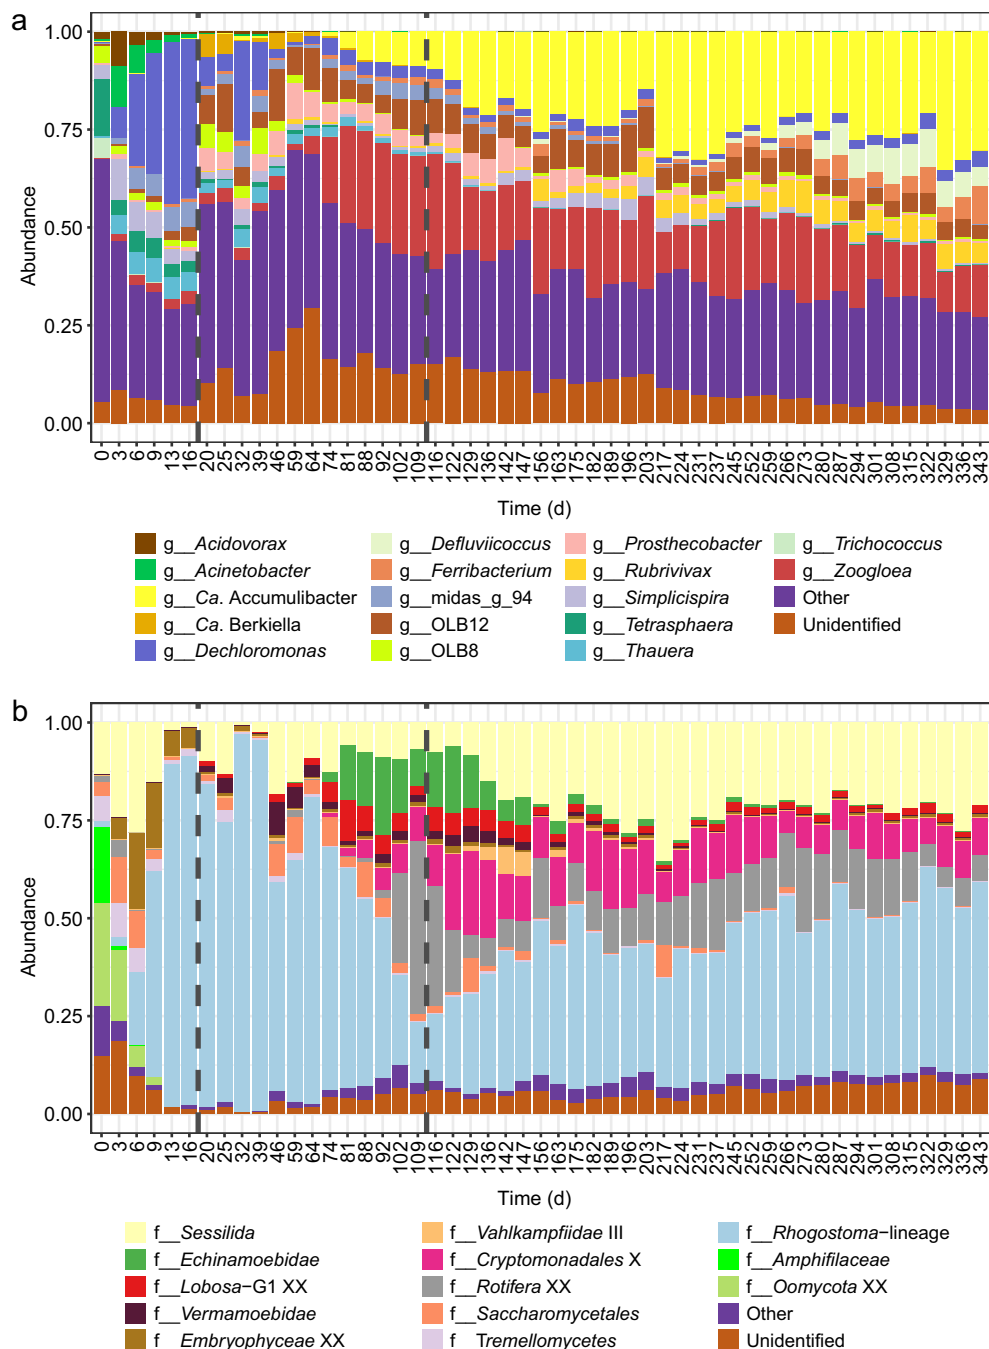 a
1.00
0.75
0.50
0.25
0.00
Abundance
0 3 6 9 13 16 20 25 32 39 46 59 64 74 81 88 92 102 109 116 122 129 136 142 147 156 163 175 182 189 196 203 217 224 231 237 245 252 259 266 273 280 287 294 301 308 315 322 329 336 343
Time (d)
g__Acidovorax g__Defluviicoccus g__Prosthecobacter g__Trichococcus
g__Acinetobacter g__Ferribacterium g__Rubrivivax g__Zoogloea
g__Ca. Accumulibacter g__midas_g_94 g__Simplicispira Other
g__Ca. Berkiella g__OLB12 g__Tetrasphaera Unidentified
g__Dechloromonas g__OLB8 g__Thauera
b
1.00
0.75
0.50
0.25
0.00
Abundance
0 3 6 9 13 16 20 25 32 39 46 59 64 74 81 88 92 102 109 116 122 129 136 142 147 156 163 175 182 189 196 203 217 224 231 237 245 252 259 266 273 280 287 294 301 308 315 322 329 336 343
Time (d)
f__Sessilida f__Vahlkampfiidae III f__Rhogostoma−lineage
f__Echinamoebidae f__Cryptomonadales X f__Amphifilaceae
f__Lobosa−G1 XX f__Rotifera XX f__Oomycota XX
f__Vermamoebidae f__Saccharomycetales Other
f__Embryophyceae XX f__Tremellomycetes Unidentified